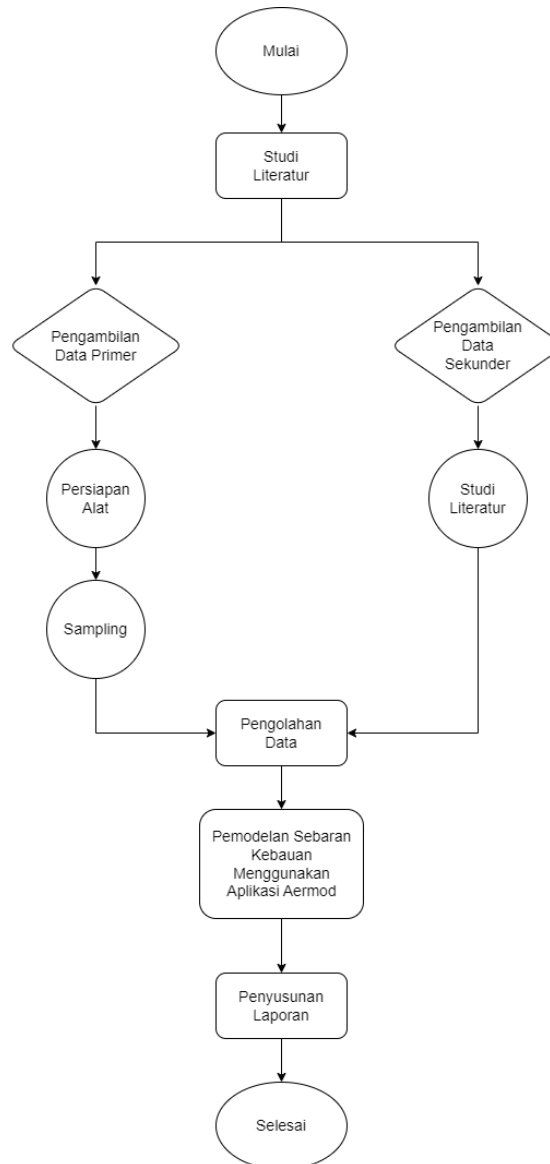 Mulai
Studi
Literatur
Pengambilan
Data Primer
Pengambilan
Data
Sekunder
Persiapan
Alat
Studi
Literatur
Sampling
Pengolahan
Data
Pemodelan Sebaran
Kebauan
Menggunakan
Aplikasi Aermod
Penyusunan
Laporan
Selesai